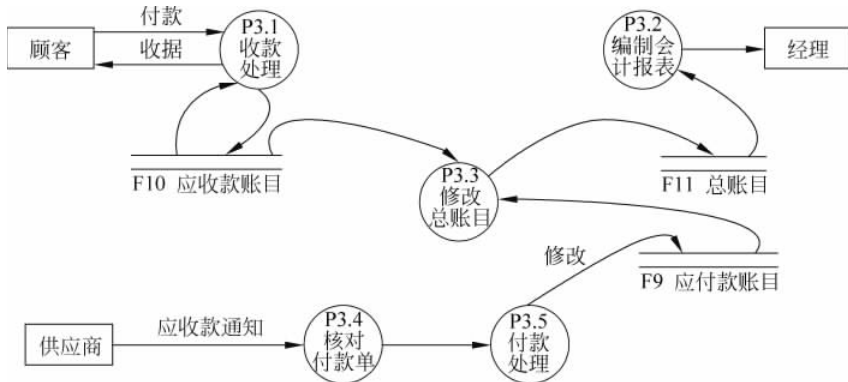 付款
顾客
收据
P3.1
收款
处理
P3.2
编制会
计报表
经理
F10 应收款账目
P3.3
修改
总账目
F11 总账目
修改
F9 应付款账目
供应商
应收款通知
P3.4
核对
付款单
P3.5
付款
处理